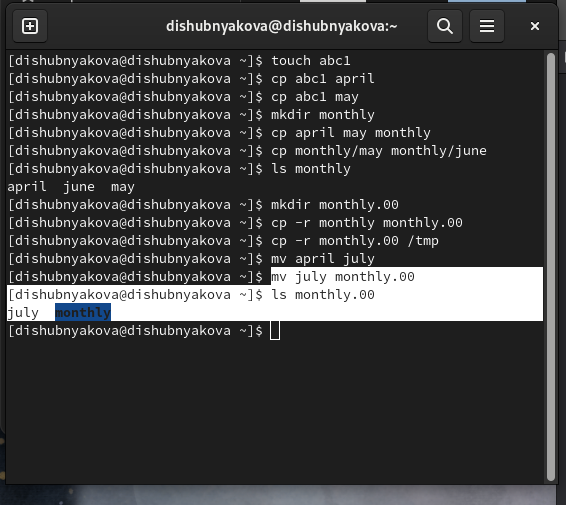 dishubnyakova@dishubnyakova:~
[dishubnyakova@dishubnyakova ~]$ touch abc1
[dishubnyakova@dishubnyakova ~]$ cp abc1 april
[dishubnyakova@dishubnyakova ~]$ cp abc1 may
[dishubnyakova@dishubnyakova ~]$ mkdir monthly
[dishubnyakova@dishubnyakova ~]$ cp april may monthly
[dishubnyakova@dishubnyakova ~]$ cp monthly/may monthly/june
[dishubnyakova@dishubnyakova ~]$ ls monthly
april  june  may
[dishubnyakova@dishubnyakova ~]$ mkdir monthly.00
[dishubnyakova@dishubnyakova ~]$ cp -r monthly monthly.00
[dishubnyakova@dishubnyakova ~]$ cp -r monthly.00 /tmp
[dishubnyakova@dishubnyakova ~]$ mv april july
[dishubnyakova@dishubnyakova ~]$ mv july monthly.00
[dishubnyakova@dishubnyakova ~]$ ls monthly.00
july  monthly
[dishubnyakova@dishubnyakova ~]$